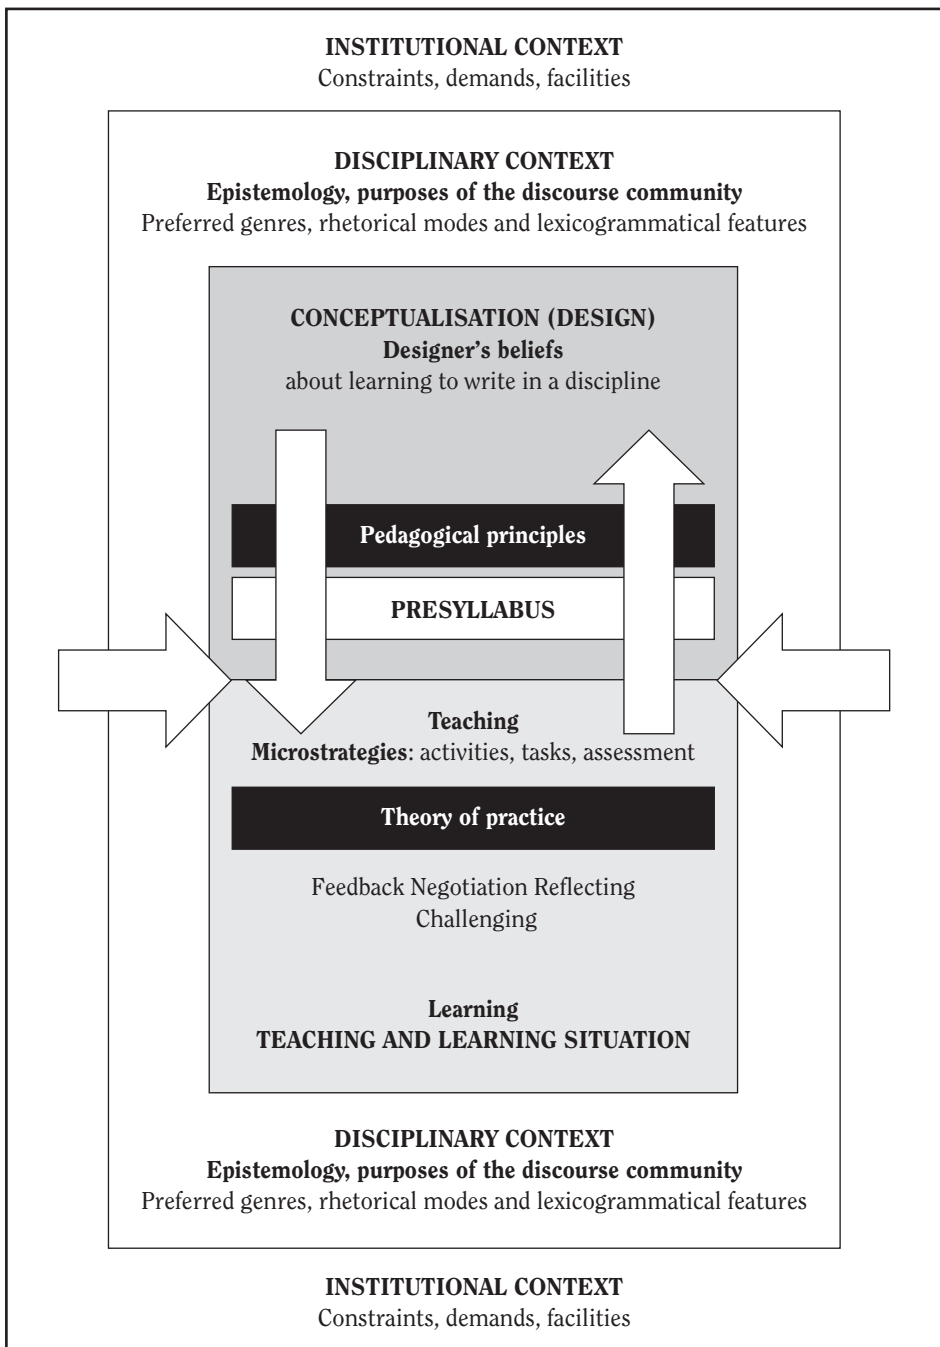 INSTITUTIONAL CONTEXT
Constraints, demands, facilities
DISCIPLINARY CONTEXT
Epistemology, purposes of the discourse community
Preferred genres, rhetorical modes and lexicogrammatical features
CONCEPTUALISATION (DESIGN)
Designer's beliefs
about learning to write in a discipline
Pedagogical principles
PRESYLLABUS
Teaching
Microstrategies: activities, tasks, assessment
Theory of practice
Feedback Negotiation Reflecting
Challenging
Learning
TEACHING AND LEARNING SITUATION
DISCIPLINARY CONTEXT
Epistemology, purposes of the discourse community
Preferred genres, rhetorical modes and lexicogrammatical features
INSTITUTIONAL CONTEXT
Constraints, demands, facilities